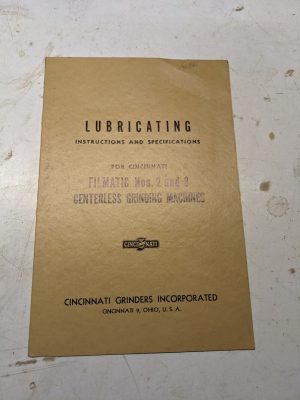 LUBRICATING
INSTRUCTIONS AND SPECIFICATIONS
FOR CINCINNATI
FILMATIC Nos. 2 and 3
CENTERLESS GRINDING MACHINES
CINCINNATI
CINCINNATI GRINDERS INCORPORATED
CINCINNATI 9, OHIO, U. S. A.